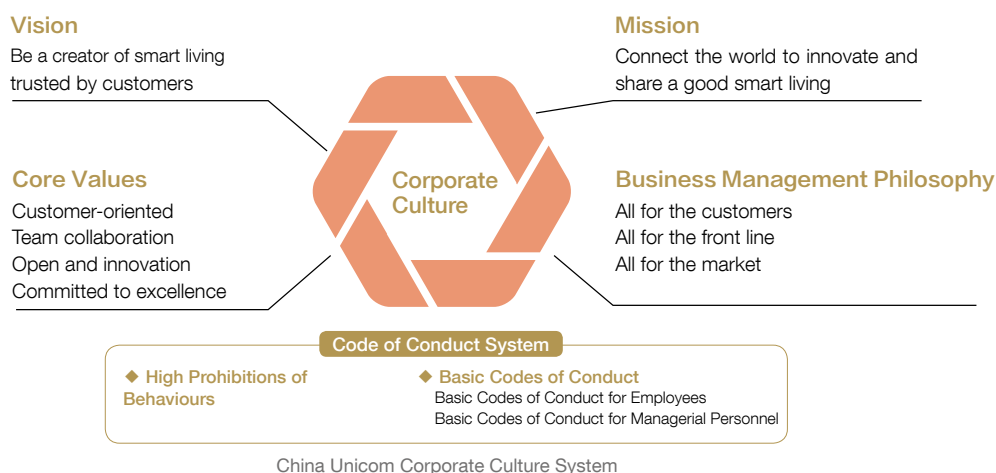 Vision
Be a creator of smart living
trusted by customers
Mission
Connect the world to innovate and
share a good smart living
Core Values
Customer-oriented
Team collaboration
Open and innovation
Committed to excellence
Corporate
Culture
Business Management Philosophy
All for the customers
All for the front line
All for the market
Code of Conduct System
◆ High Prohibitions of
Behaviours
◆ Basic Codes of Conduct
Basic Codes of Conduct for Employees
Basic Codes of Conduct for Managerial Personnel
China Unicom Corporate Culture System